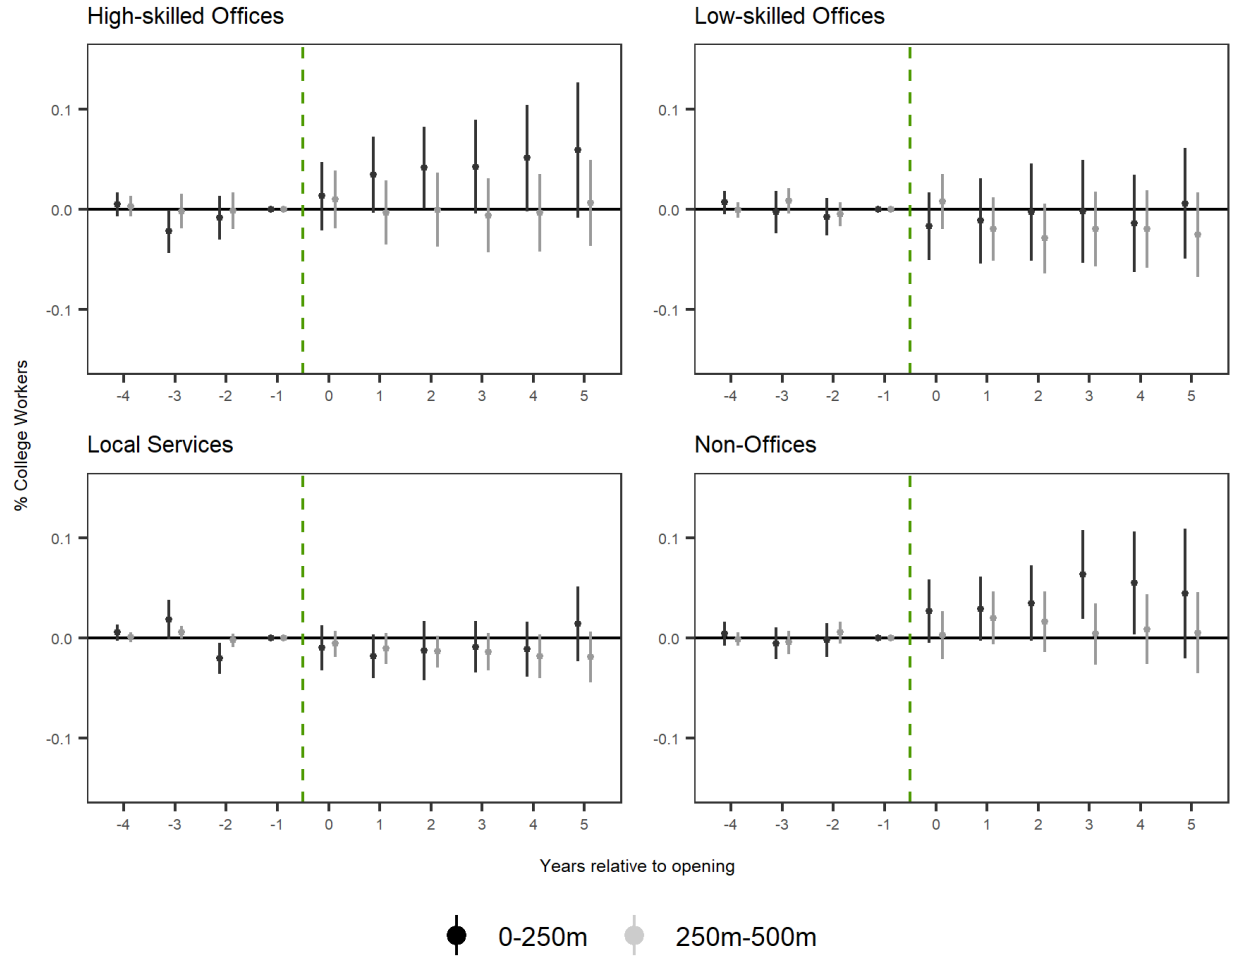 High-skilled Offices
Low-skilled Offices
0.1
0.0
-0.1
-4 -3 -2 -1 0 1 2 3 4 5
0.1
0.0
-0.1
-4 -3 -2 -1 0 1 2 3 4 5
% College Workers
Local Services
Non-Offices
0.1
0.0
-0.1
-4 -3 -2 -1 0 1 2 3 4 5
0.1
0.0
-0.1
-4 -3 -2 -1 0 1 2 3 4 5
Years relative to opening
0-250m 250m-500m